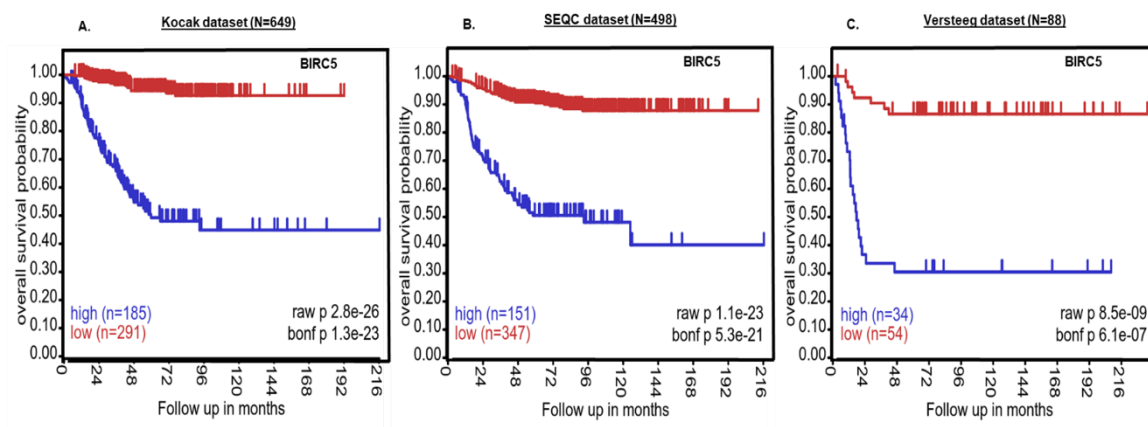 A. Kocak dataset (N=649)
BIRC5
overall survival probability
1.00
0.90
0.80
0.70
0.60
0.50
0.40
0.30
0.20
0.10
0.00
high (n=185)
low (n=291)
raw p 2.8e-26
bonf p 1.3e-23
0 24 48 72 96 120 144 168 192 216
Follow up in months
B. SEQC dataset (N=498)
BIRC5
overall survival probability
1.00
0.90
0.80
0.70
0.60
0.50
0.40
0.30
0.20
0.10
0.00
high (n=151)
low (n=347)
raw p 1.1e-23
bonf p 5.3e-21
0 24 48 72 96 120 144 168 192 216
Follow up in months
C. Versteeg dataset (N=88)
BIRC5
overall survival probability
1.00
0.90
0.80
0.70
0.60
0.50
0.40
0.30
0.20
0.10
0.00
high (n=34)
low (n=54)
raw p 8.5e-09
bonf p 6.1e-07
0 24 48 72 96 120 144 168 192 216
Follow up in months